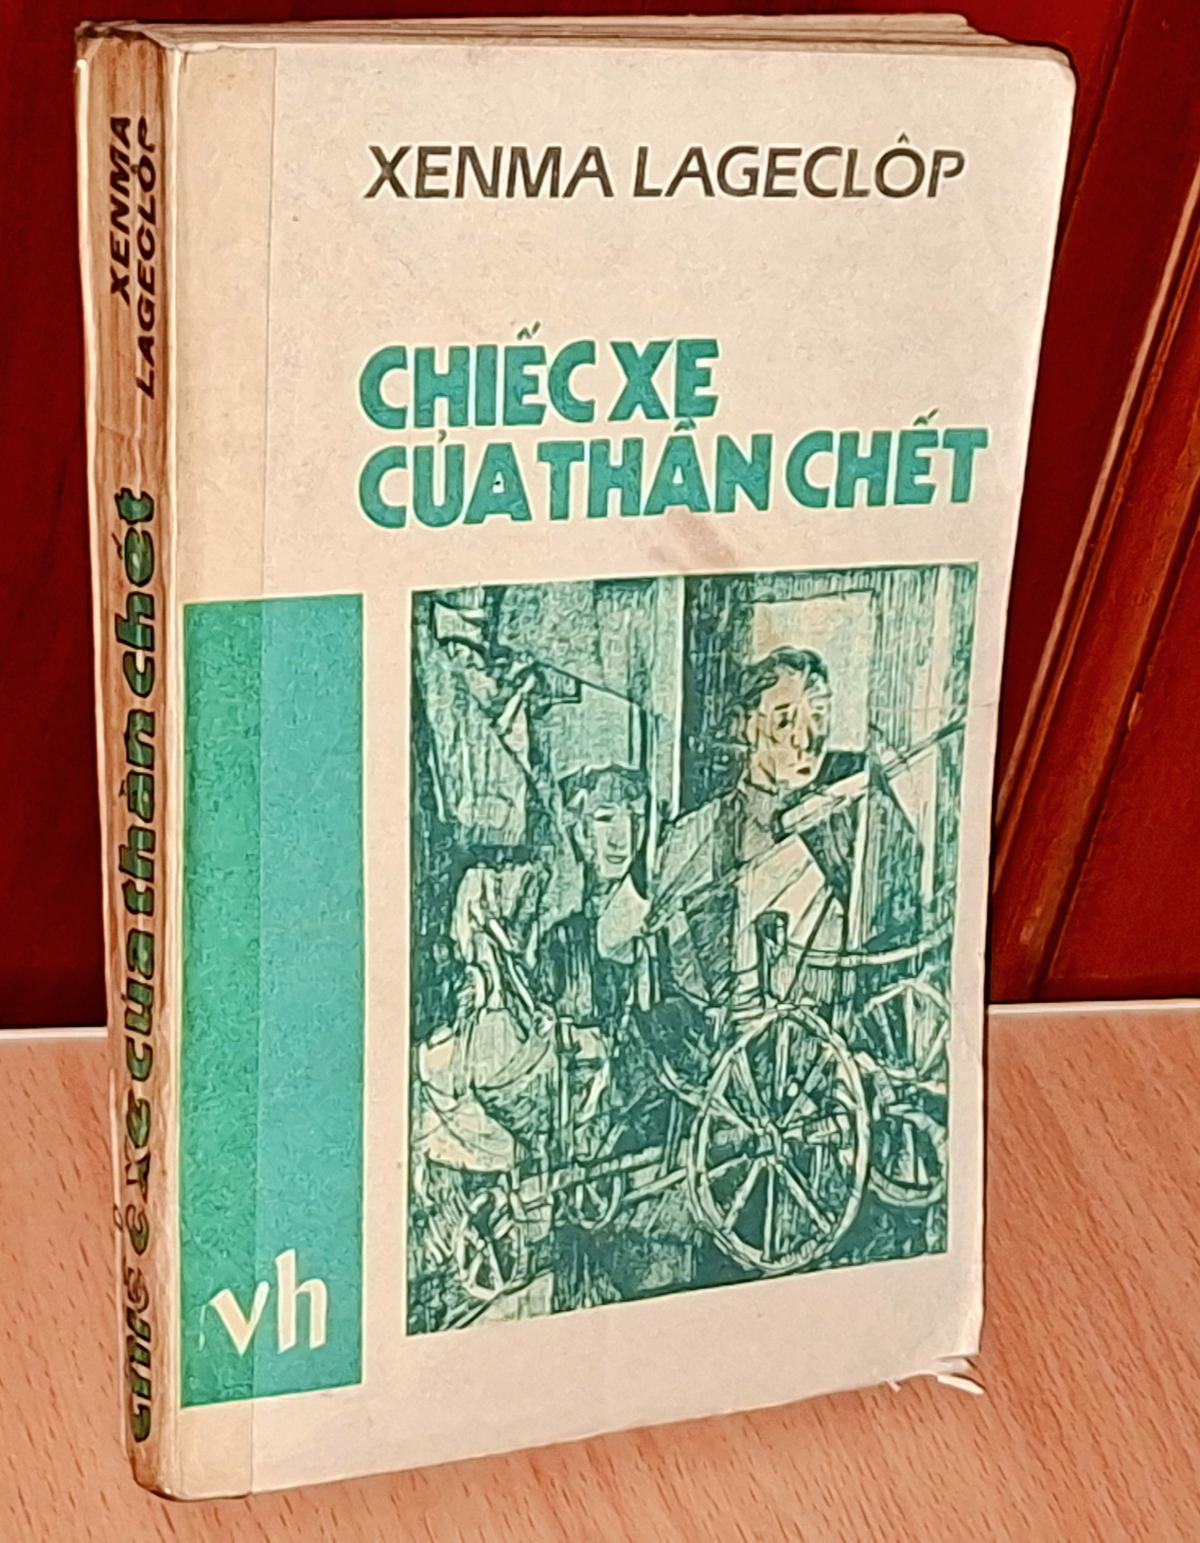 XENMA LAGECLÔP
CHIẾC XE
CỦA THẦN CHẾT
vh
XENMA
LAGECLÔP
chiếc xe của thần chết